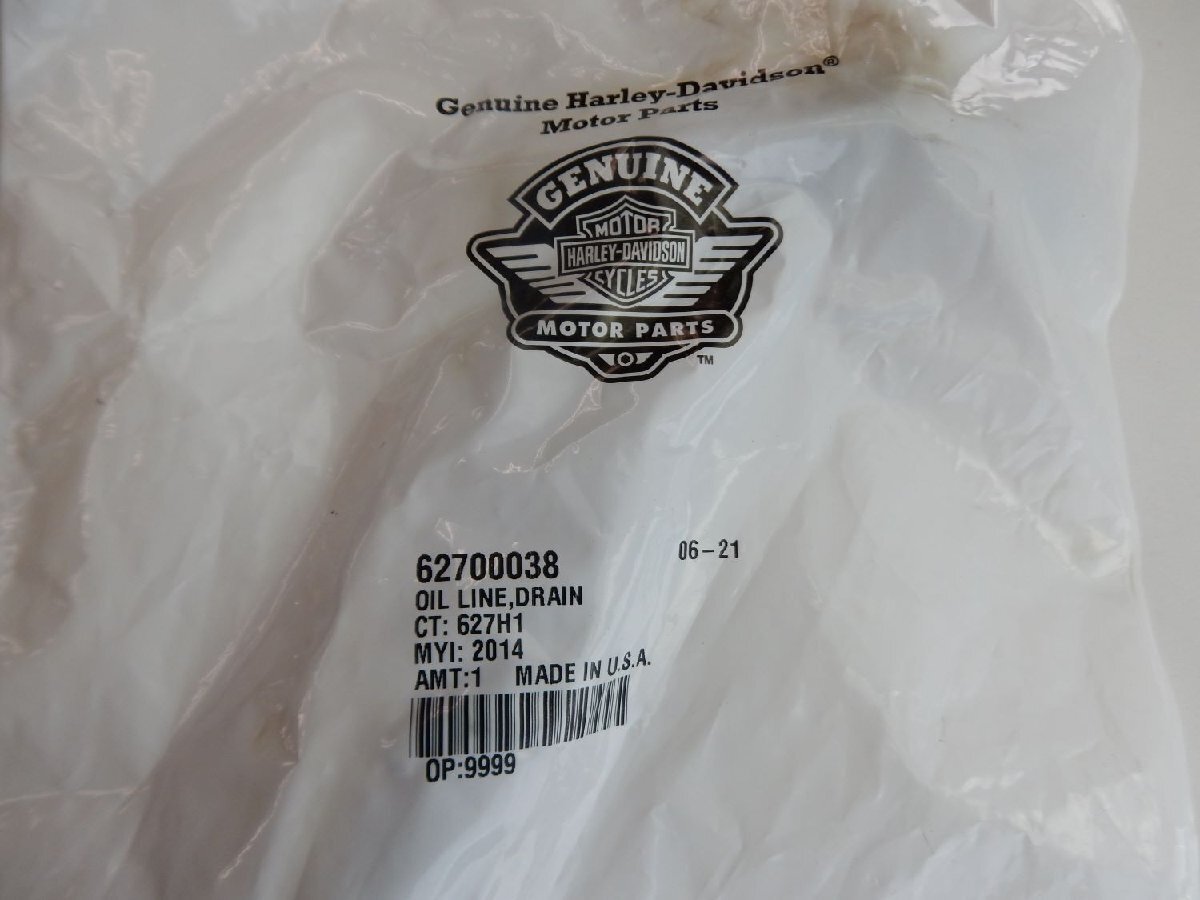 Genuine Harley-Davidson®
Motor Parts
GENUINE
MOTOR
HARLEY-DAVIDSON
CYCLES
MOTOR PARTS
TM
62700038 06-21
OIL LINE,DRAIN
CT: 627H1
MYI: 2014
AMT:1 MADE IN U.S.A.
OP:9999